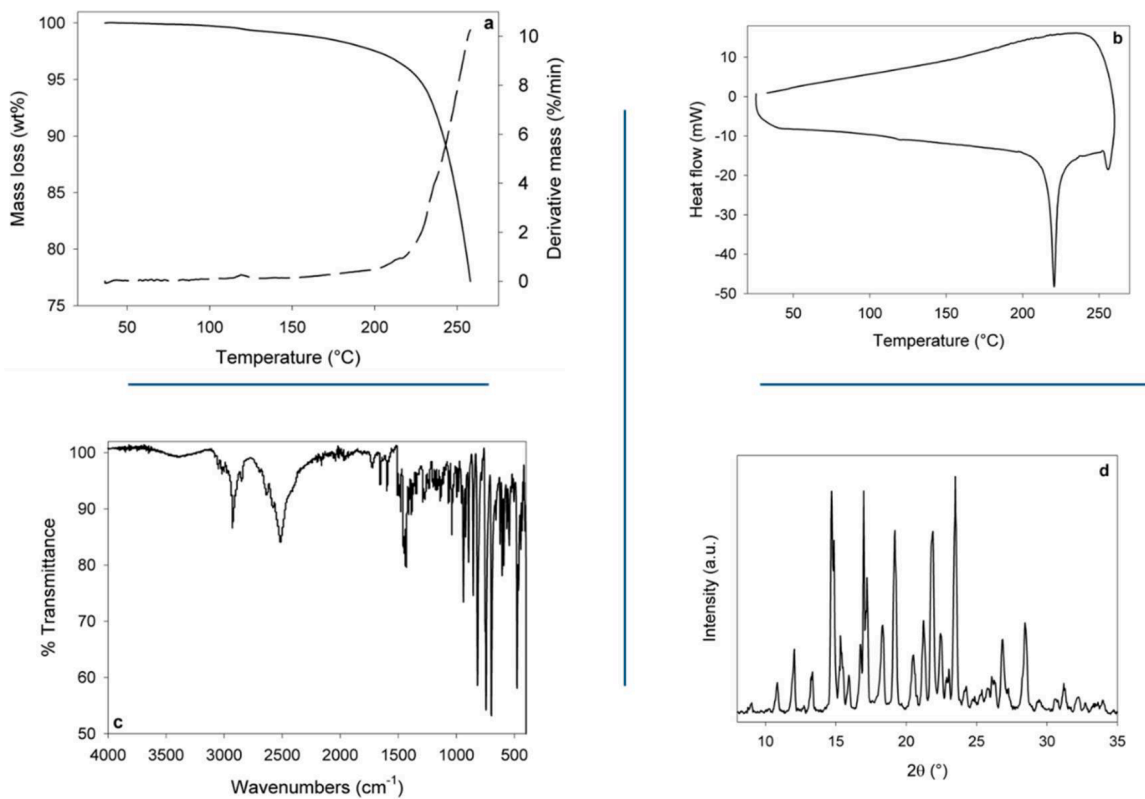 a
100
95
90
85
80
75
Mass loss (wt%)
10
8
6
4
2
0
Derivative mass (%/min)
50 100 150 200 250
Temperature (°C)
b
10
0
-10
-20
-30
-40
-50
Heat flow (mW)
50 100 150 200 250
Temperature (°C)
100
90
80
70
60
50
% Transmittance
c
4000 3500 3000 2500 2000 1500 1000 500
Wavenumbers (cm⁻¹)
d
Intensity (a.u.)
10 15 20 25 30 35
2θ (°)